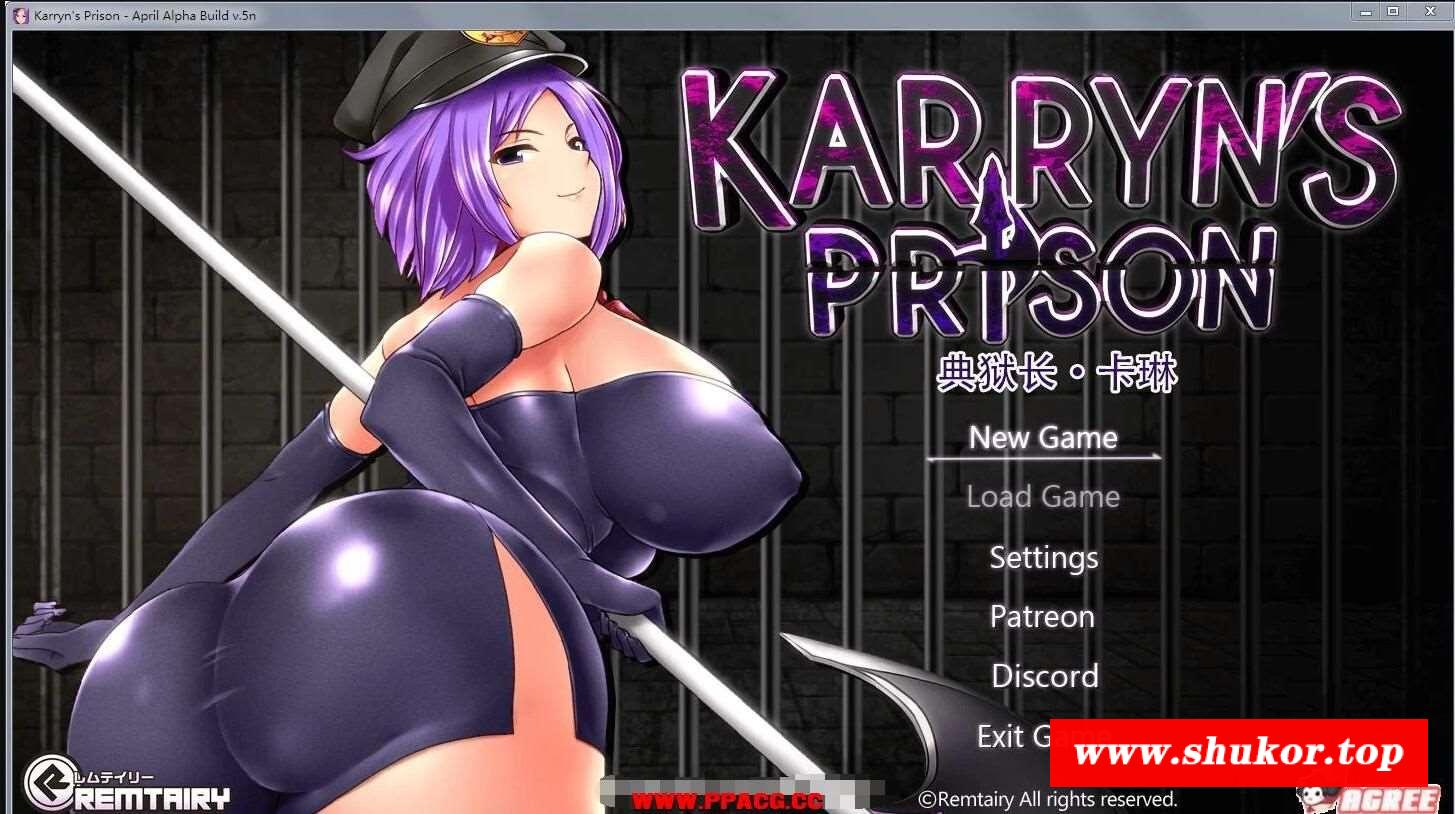 Karryn's Prison - April Alpha Build v.5n
KARRYN'S
PRISON
典狱长·卡琳
New Game
Load Game
Settings
Patreon
Discord
Exit Game
www.shukor.top
レムテイリー
REMTAIRY
WWW.PPACG.CC
©Remtairy All rights reserved.
AGREE